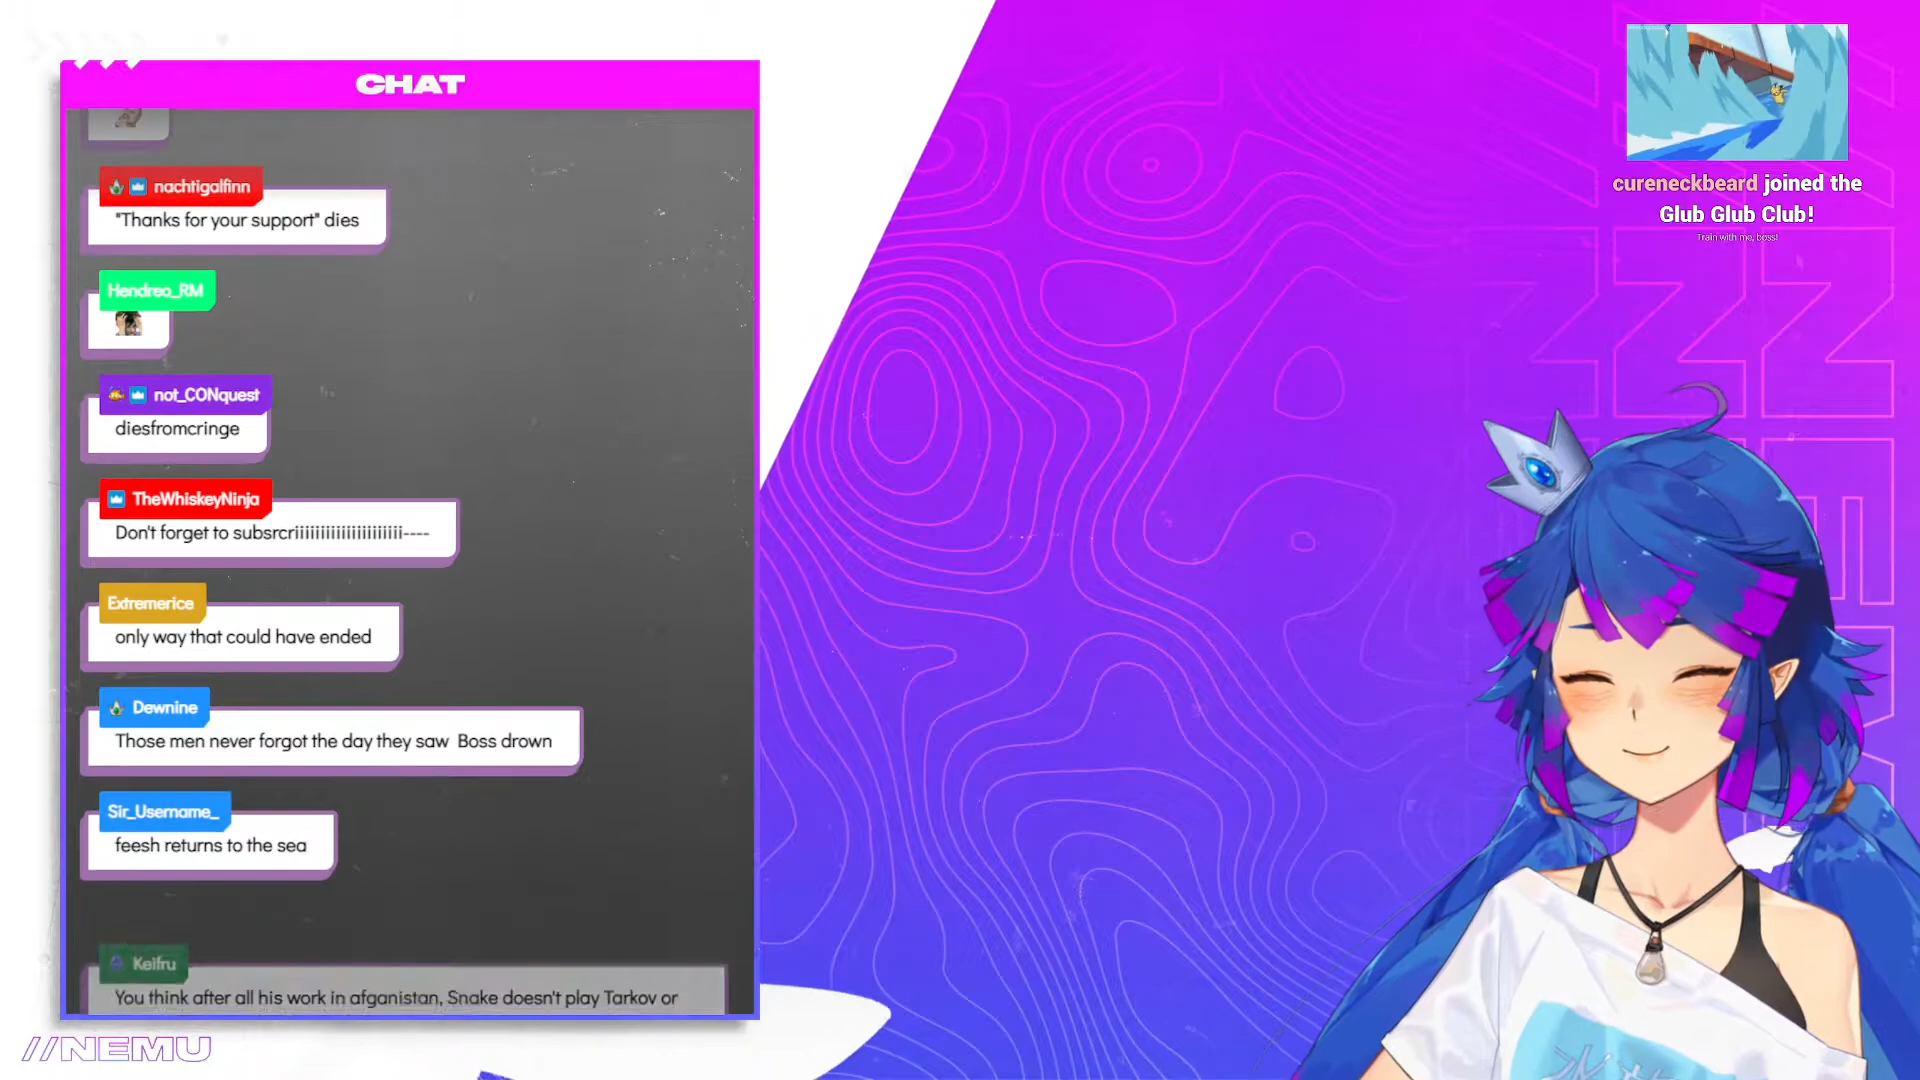 CHAT
nachtigalfinn
"Thanks for your support" dies
Hendreo_RM
not_CONquest
diesfromcringe
TheWhiskeyNinja
Don't forget to subsrcriiiiiiiiiiiiiiiiiiiii----
Extremerice
only way that could have ended
Dewnine
Those men never forgot the day they saw Boss drown
Sir_Username_
feesh returns to the sea
Keifru
You think after all his work in afganistan, Snake doesn't play Tarkov or
//NEMU
cureneckbeard joined the
Glub Glub Club!
Train with me, boss!